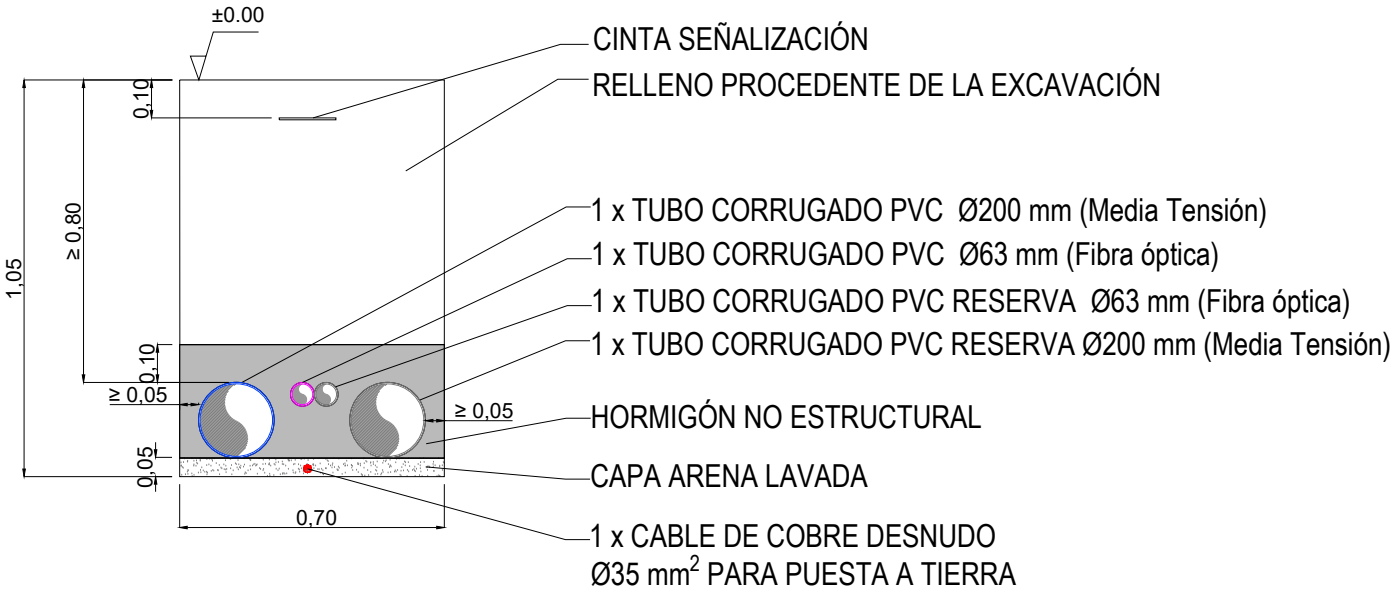 ±0.00
CINTA SEÑALIZACIÓN
RELLENO PROCEDENTE DE LA EXCAVACIÓN
0,10
1 x TUBO CORRUGADO PVC Ø200 mm (Media Tensión)
≥ 0,80
1 x TUBO CORRUGADO PVC Ø63 mm (Fibra óptica)
1,05
1 x TUBO CORRUGADO PVC RESERVA Ø63 mm (Fibra óptica)
1 x TUBO CORRUGADO PVC RESERVA Ø200 mm (Media Tensión)
0,10
≥ 0,05
≥ 0,05
HORMIGÓN NO ESTRUCTURAL
0,05
CAPA ARENA LAVADA
0,70
1 x CABLE DE COBRE DESNUDO
Ø35 mm² PARA PUESTA A TIERRA